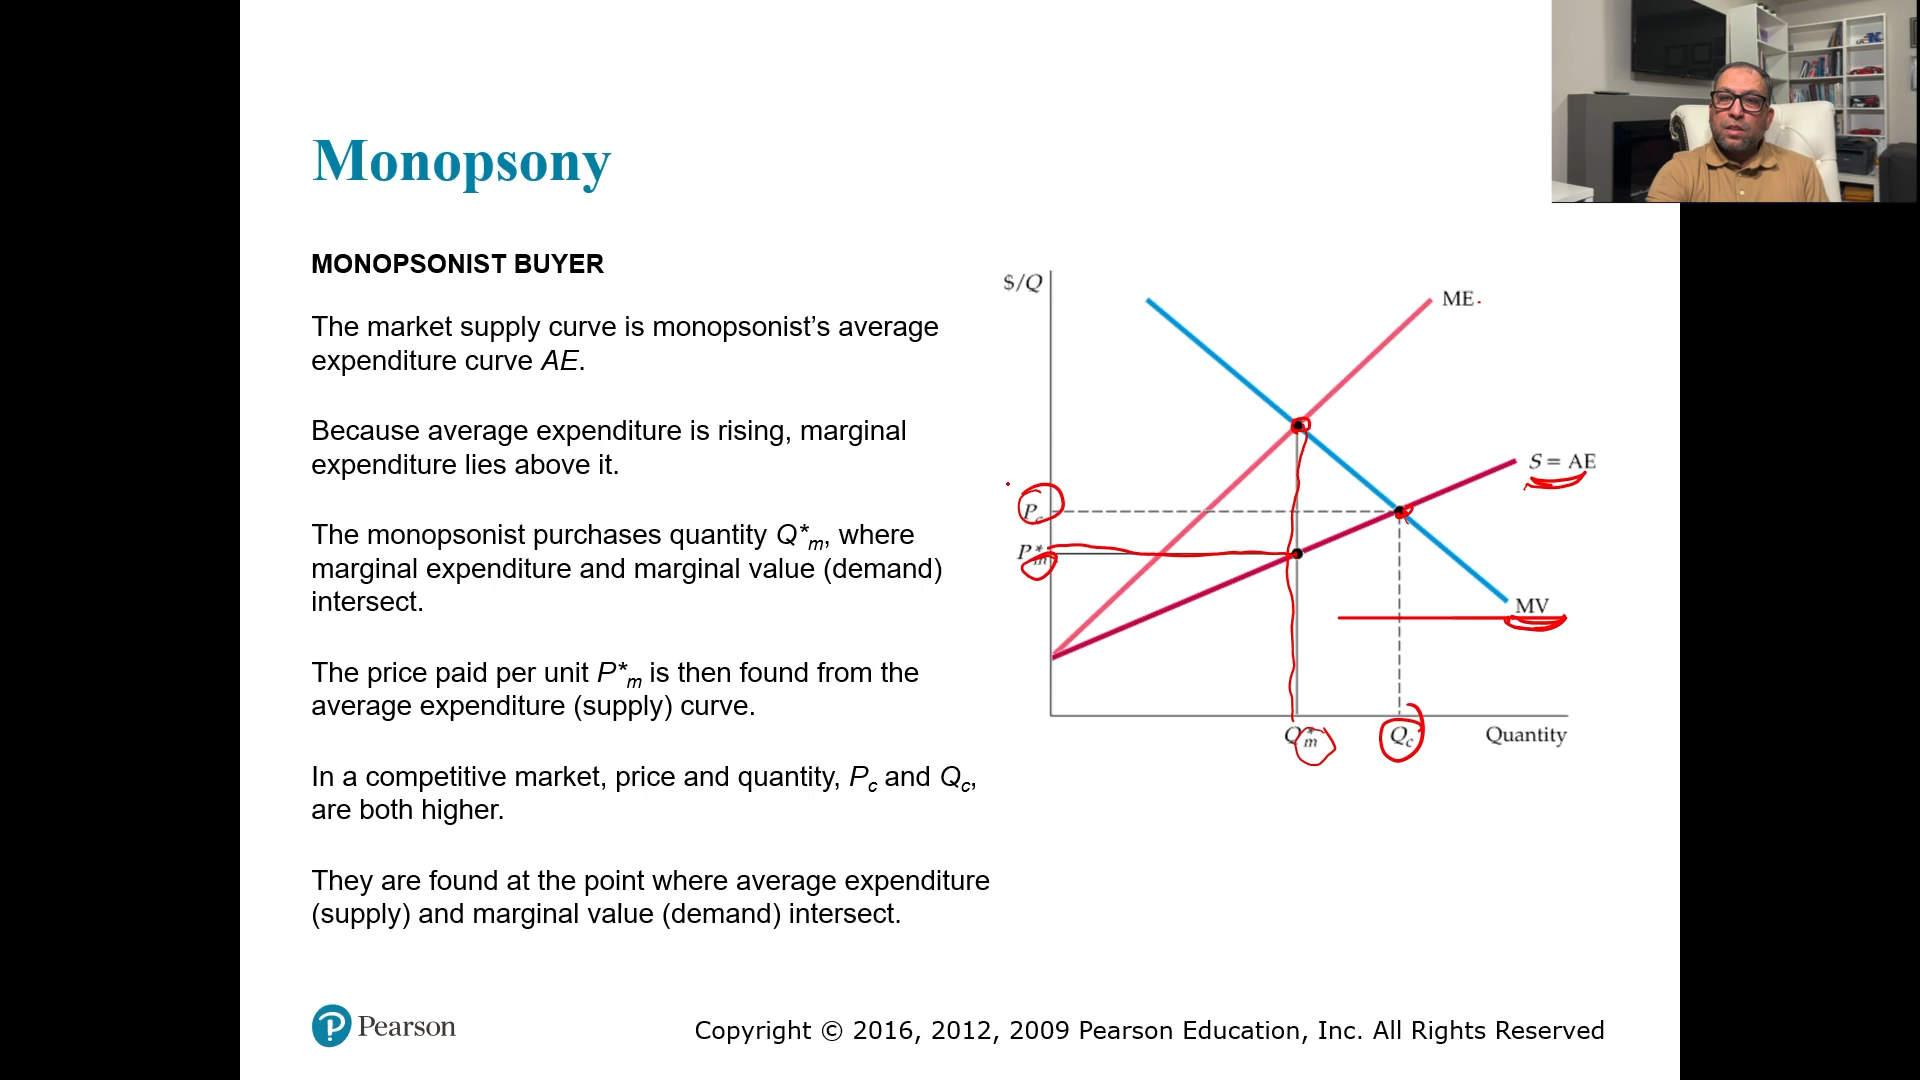 Monopsony
MONOPSONIST BUYER
The market supply curve is monopsonist’s average
expenditure curve AE.
Because average expenditure is rising, marginal
expenditure lies above it.
The monopsonist purchases quantity Q*m, where
marginal expenditure and marginal value (demand)
intersect.
The price paid per unit P*m is then found from the
average expenditure (supply) curve.
In a competitive market, price and quantity, Pc and Qc,
are both higher.
They are found at the point where average expenditure
(supply) and marginal value (demand) intersect.
$/Q
ME
S = AE
Pc
P*m
MV
Q*m
Qc
Quantity
Pearson
Copyright © 2016, 2012, 2009 Pearson Education, Inc. All Rights Reserved